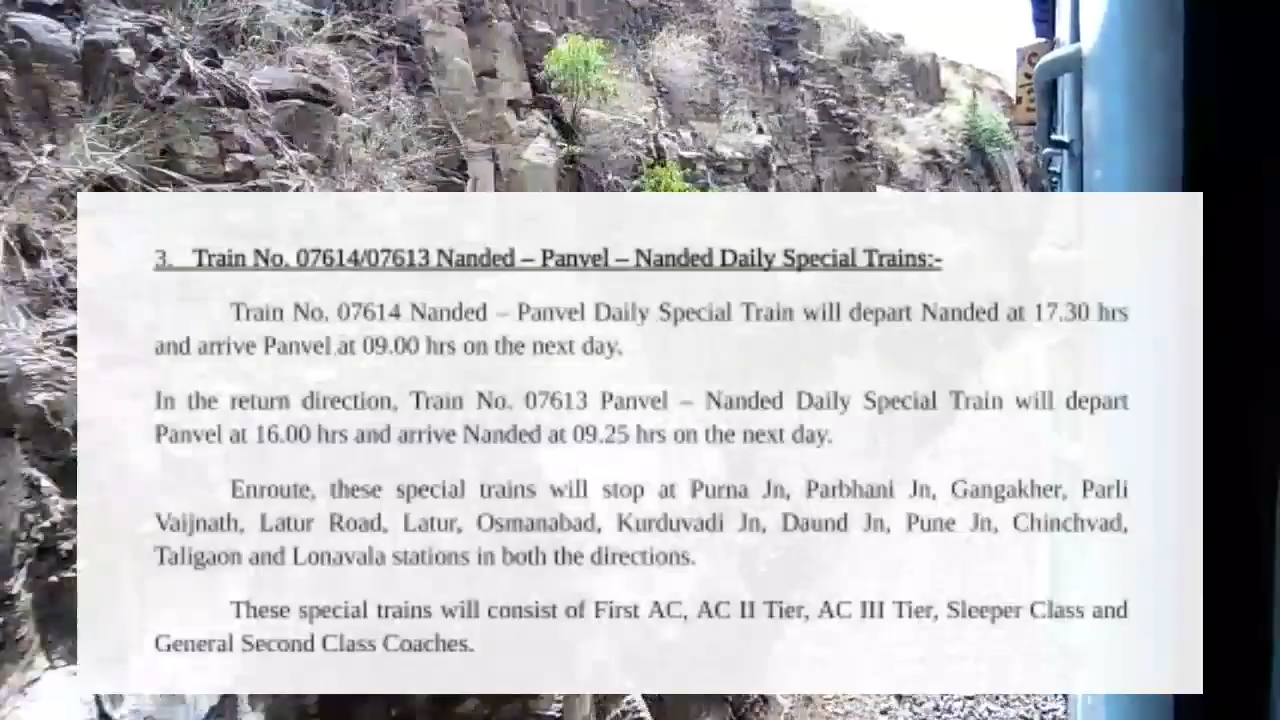 3. Train No. 07614/07613 Nanded – Panvel – Nanded Daily Special Trains:-
Train No. 07614 Nanded – Panvel Daily Special Train will depart Nanded at 17.30 hrs
and arrive Panvel at 09.00 hrs on the next day.
In the return direction, Train No. 07613 Panvel – Nanded Daily Special Train will depart
Panvel at 16.00 hrs and arrive Nanded at 09.25 hrs on the next day.
Enroute, these special trains will stop at Purna Jn, Parbhani Jn, Gangakher, Parli
Vaijnath, Latur Road, Latur, Osmanabad, Kurduvadi Jn, Daund Jn, Pune Jn, Chinchvad,
Taligaon and Lonavala stations in both the directions.
These special trains will consist of First AC, AC II Tier, AC III Tier, Sleeper Class and
General Second Class Coaches.